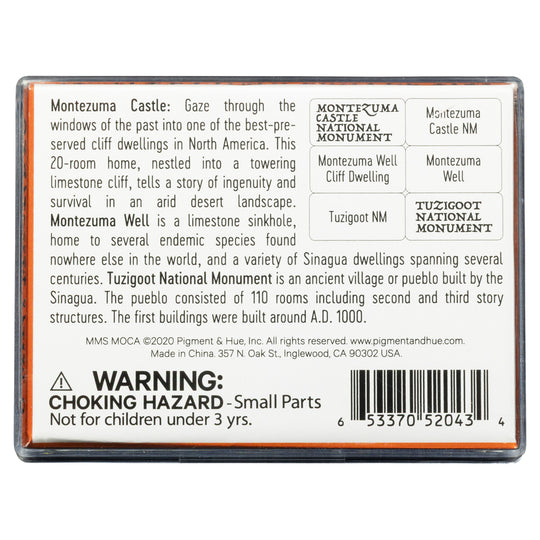 Montezuma Castle: Gaze through the
windows of the past into one of the best-pre-
served cliff dwellings in North America. This
20-room home, nestled into a towering
limestone cliff, tells a story of ingenuity and
survival in an arid desert landscape.
Montezuma Well is a limestone sinkhole,
home to several endemic species found
nowhere else in the world, and a variety of Sinagua dwellings spanning several
centuries. Tuzigoot National Monument is an ancient village or pueblo built by the
Sinagua. The pueblo consisted of 110 rooms including second and third story
structures. The first buildings were built around A.D. 1000.
MONTEZUMA
CASTLE
NATIONAL
MONUMENT
Montezuma
Castle NM
Montezuma Well
Cliff Dwelling
Montezuma
Well
Tuzigoot NM
TUZIGOOT
NATIONAL
MONUMENT
MMS MOCA ©2020 Pigment & Hue, Inc. All rights reserved. www.pigmentandhue.com
Made in China. 357 N. Oak St., Inglewood, CA 90302 USA.
WARNING:
CHOKING HAZARD - Small Parts
Not for children under 3 yrs.
6 53370 52043 4